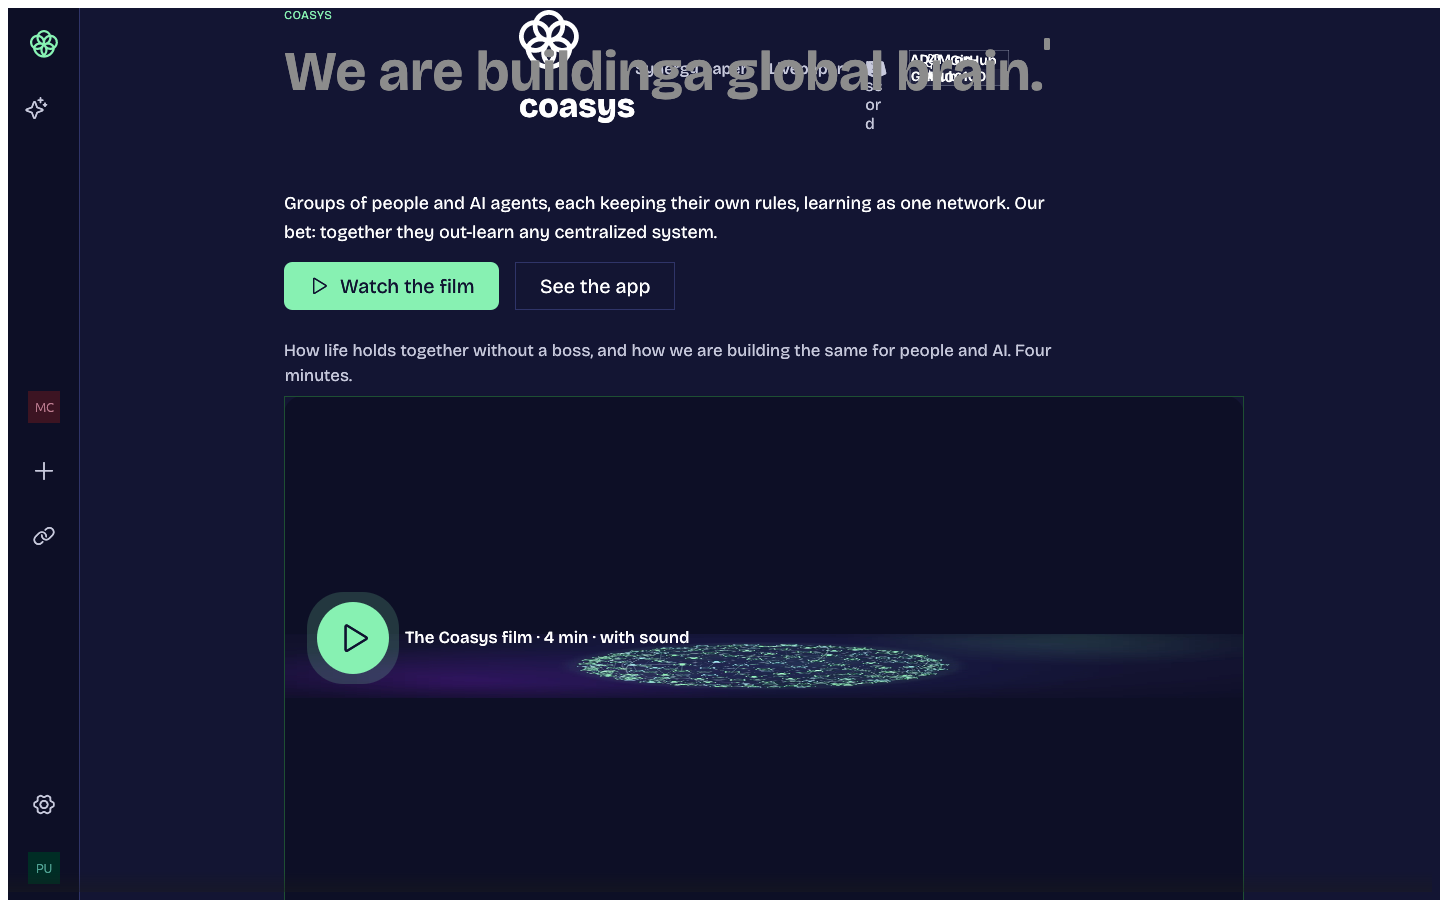 COASYS
We are building a global brain.
coasys
or
d
Groups of people and AI agents, each keeping their own rules, learning as one network. Our
bet: together they out-learn any centralized system.
Watch the film
See the app
How life holds together without a boss, and how we are building the same for people and AI. Four
minutes.
MC
The Coasys film · 4 min · with sound
PU